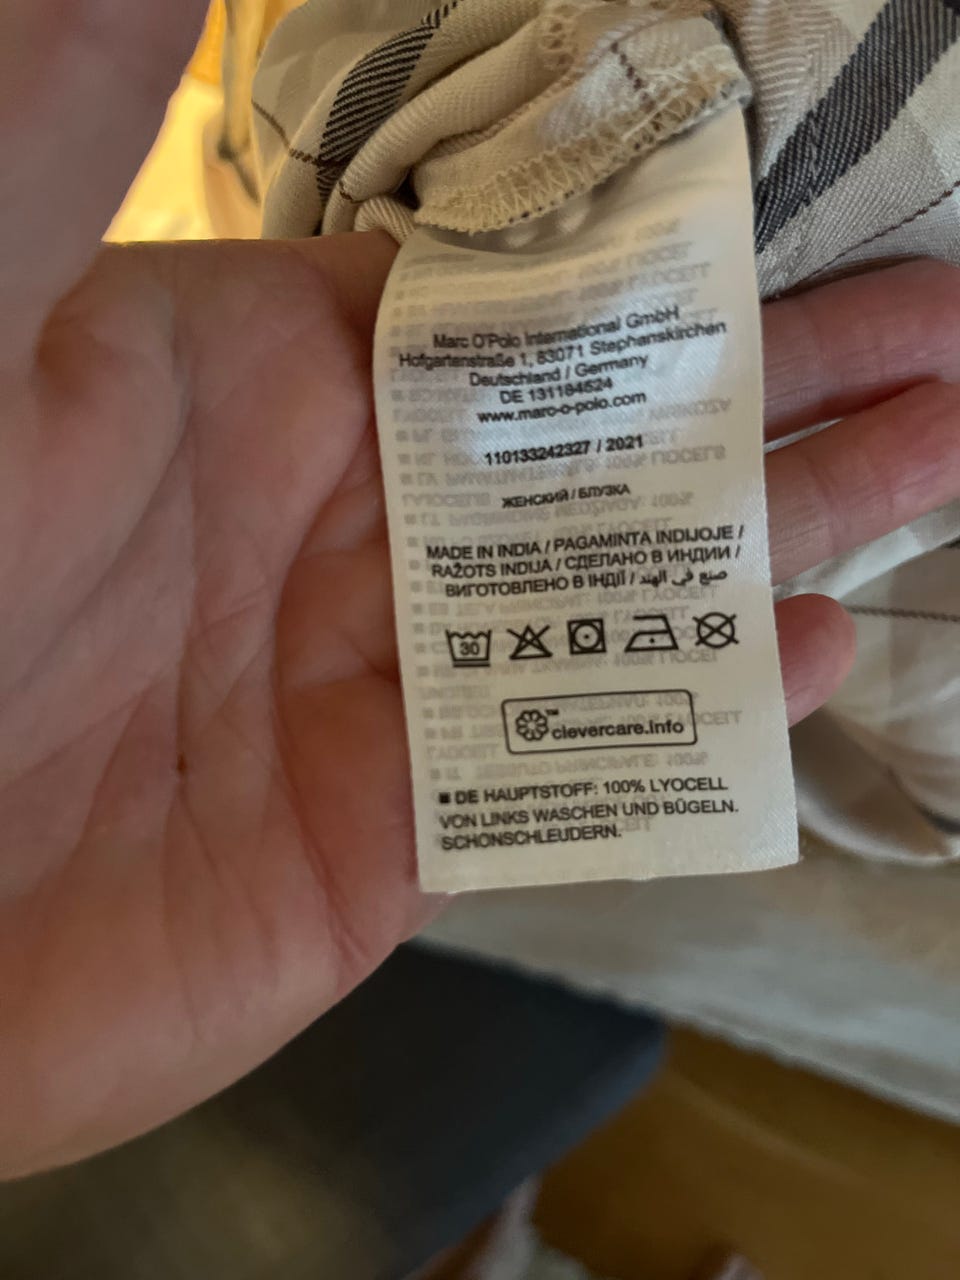 Marc O'Polo International GmbH
Hofgartenstraße 1, 83071 Stephanskirchen
Deutschland / Germany
DE 131184524
www.marc-o-polo.com
110133242327 / 2021
ЖЕНСКИЙ / БЛУЗКА
MADE IN INDIA / PAGAMINTA INDIJOJE /
RAŽOTS INDIJA / СДЕЛАНО В ИНДИИ /
ВИГОТОВЛЕНО В ІНДІЇ / صنع في الهند
30
™
clevercare.info
■ DE HAUPTSTOFF: 100% LYOCELL
VON LINKS WASCHEN UND BÜGELN.
SCHONSCHLEUDERN.